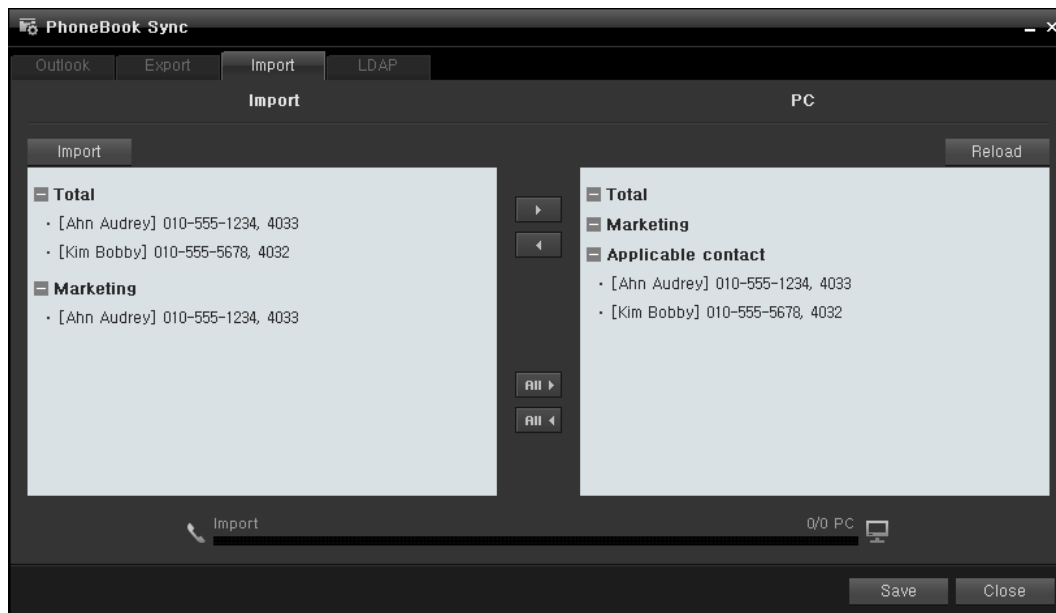 PhoneBook Sync
Outlook Export Import LDAP
Import
PC
Import
Reload
Total
[Ahn Audrey] 010-555-1234, 4033
[Kim Bobby] 010-555-5678, 4032
Marketing
[Ahn Audrey] 010-555-1234, 4033
All
All
Total
Marketing
Applicable contact
[Ahn Audrey] 010-555-1234, 4033
[Kim Bobby] 010-555-5678, 4032
Import
0/0 PC
Save Close